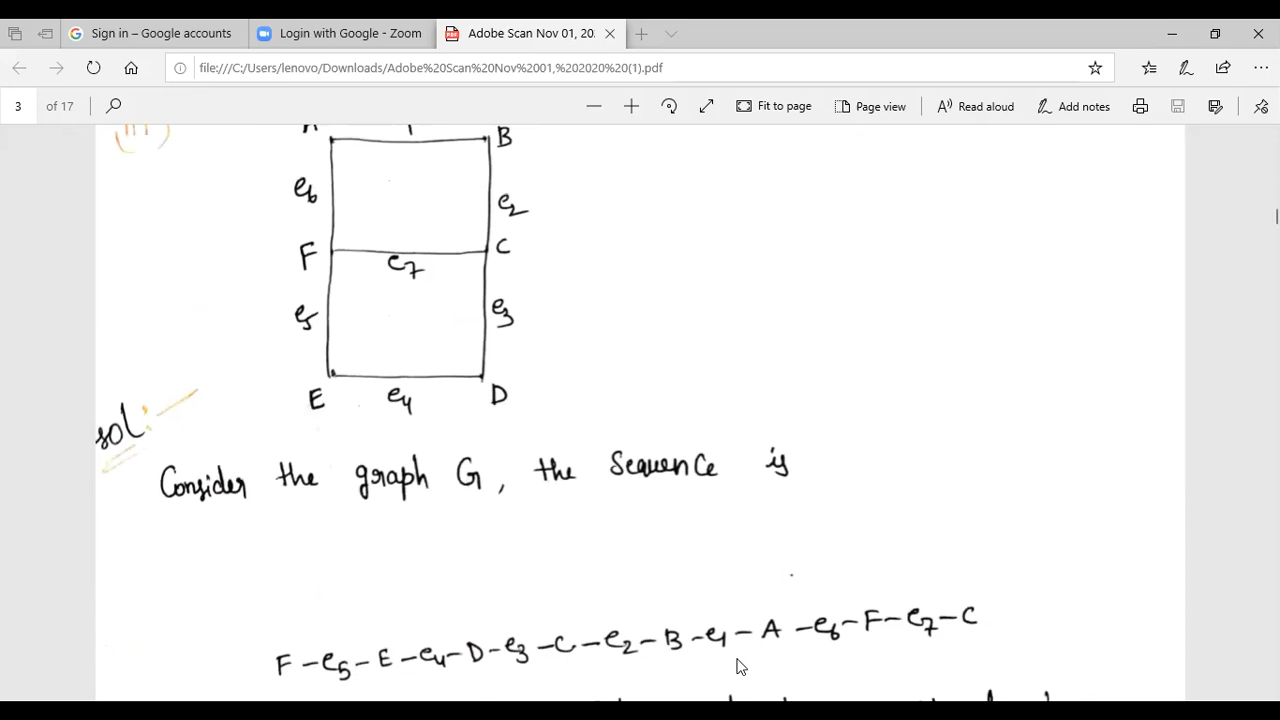 Sign in – Google accounts
Login with Google - Zoom
Adobe Scan Nov 01, 202
file:///C:/Users/lenovo/Downloads/Adobe%20Scan%20Nov%2001,%202020%20(1).pdf
3 of 17
Fit to page
Page view
Read aloud
Add notes
(iii)
A B
e6 e2
F C
e7
e5 e3
E e4 D
sol:-
Consider the graph G, the sequence is
F - e5 - E - e4 - D - e3 - C - e2 - B - e1 - A - e6 - F - e7 - C